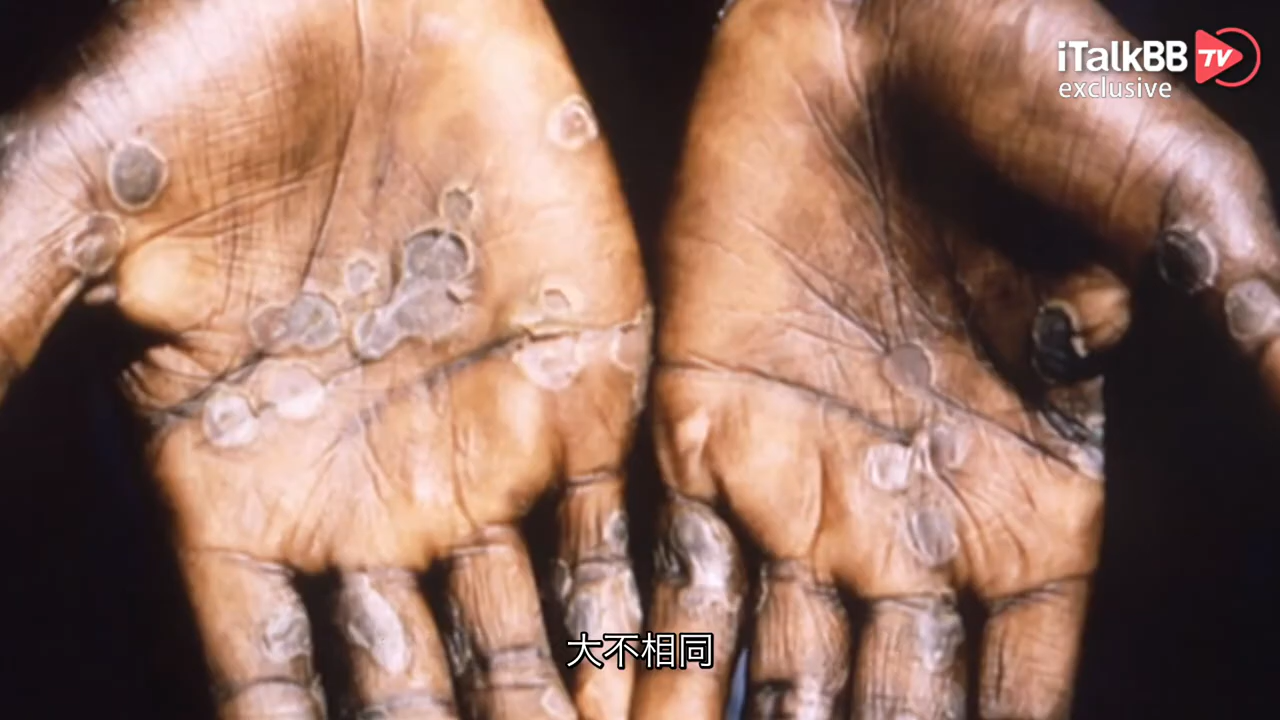 iTalkBB TV
exclusive
大不相同